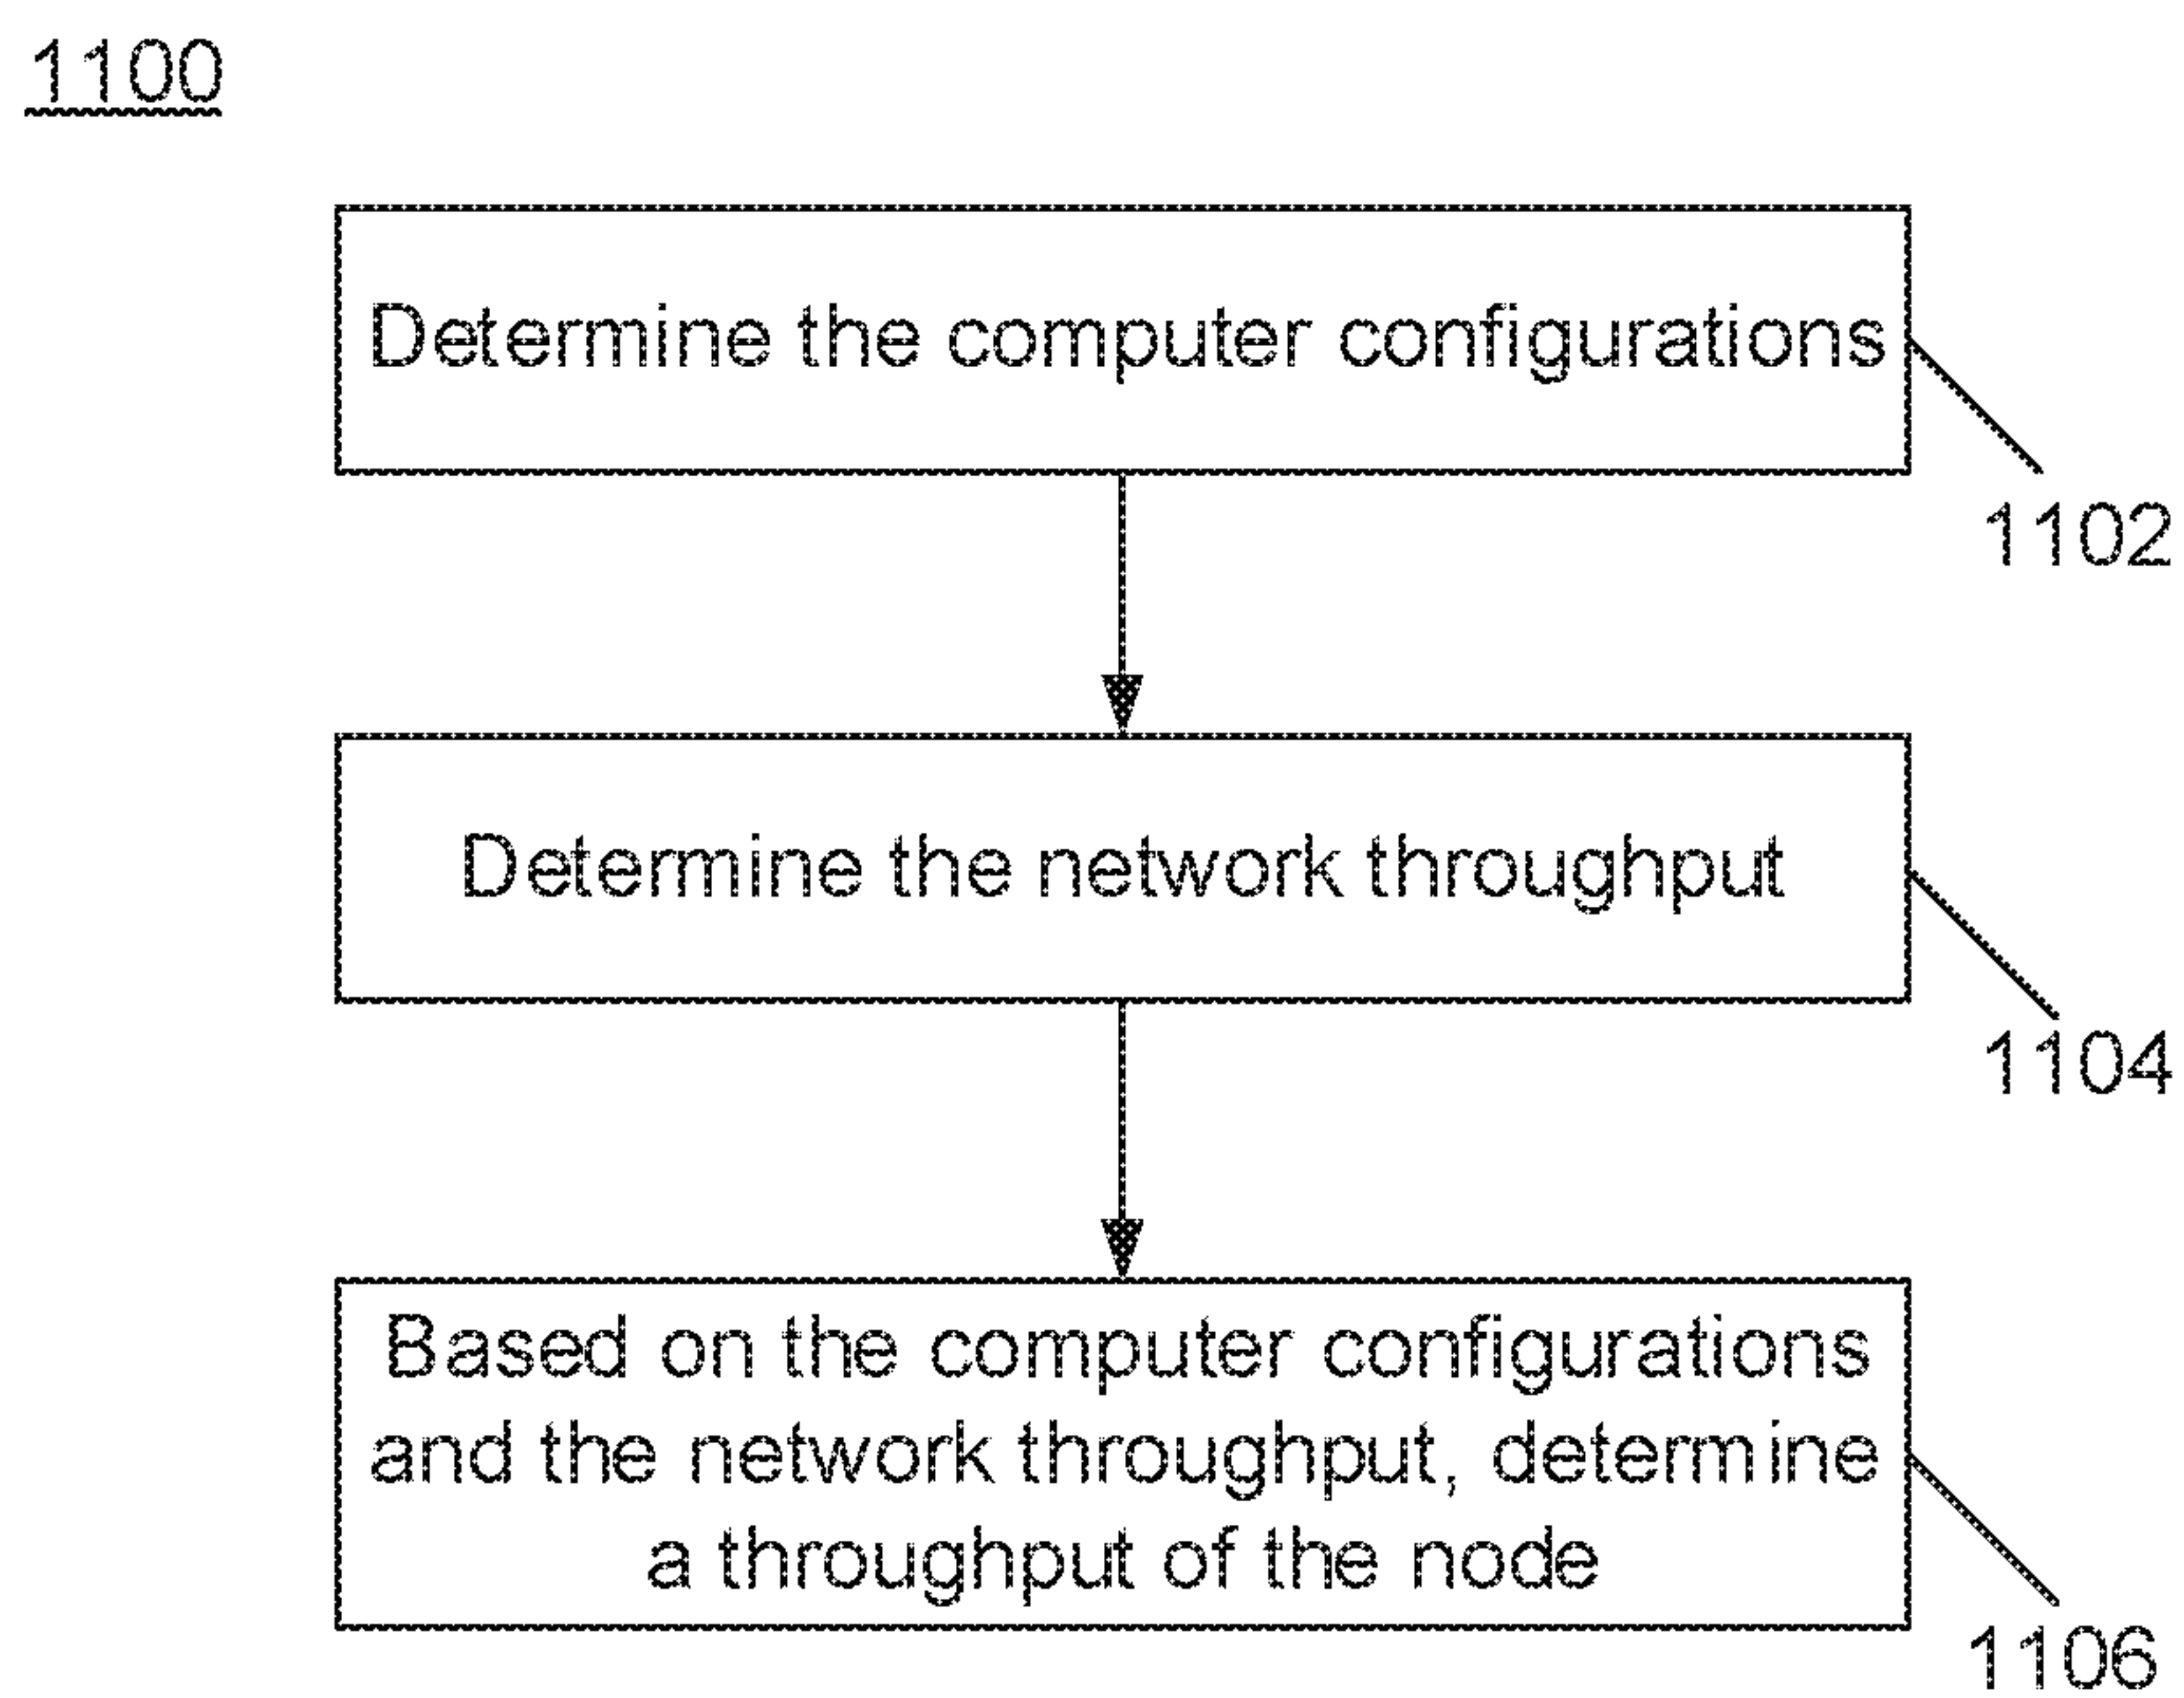 1100
Determine the computer configurations
1102
Determine the network throughput
1104
Based on the computer configurations
and the network throughput, determine
a throughput of the node
1106